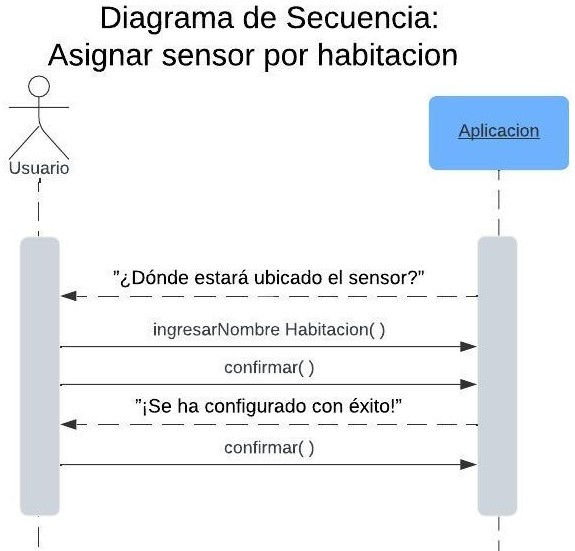 Diagrama de Secuencia:
Asignar sensor por habitacion
Usuario
Aplicacion
"¿Dónde estará ubicado el sensor?"
ingresarNombre Habitacion( )
confirmar( )
"¡Se ha configurado con éxito!"
confirmar( )